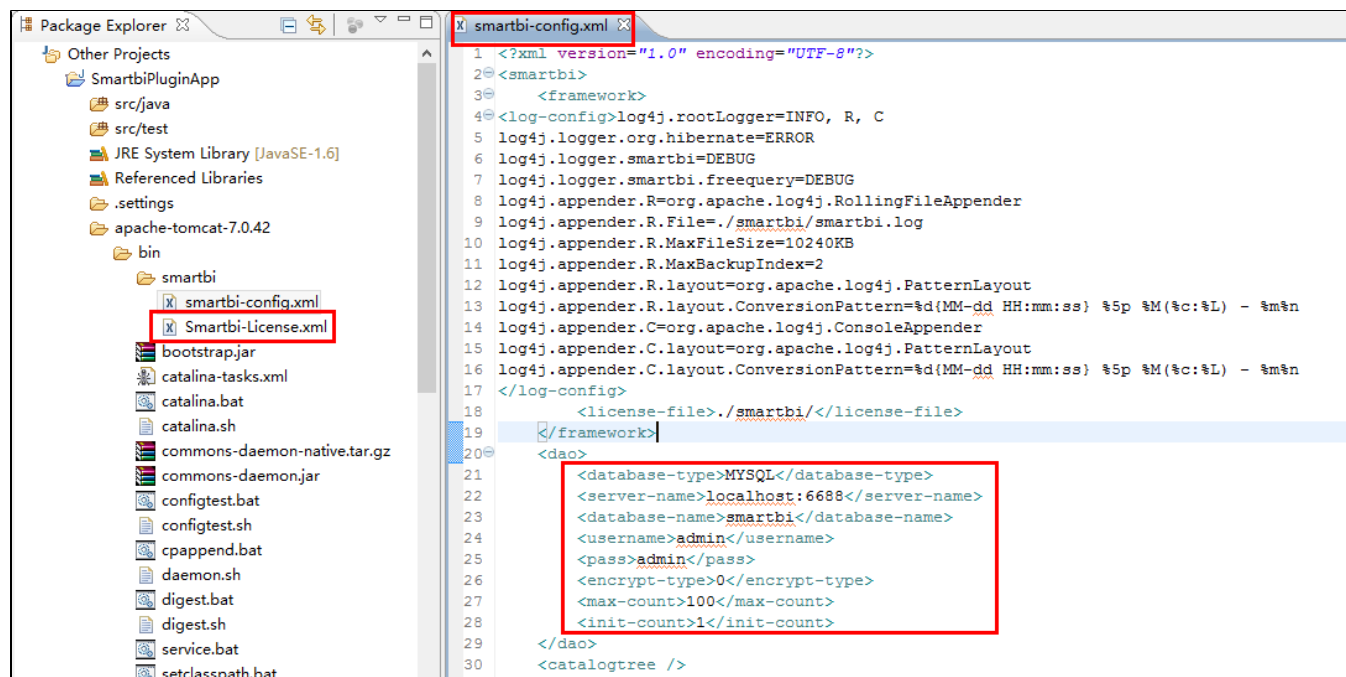 Package Explorer
Other Projects
SmartbiPluginApp
src/java
src/test
JRE System Library [JavaSE-1.6]
Referenced Libraries
.settings
apache-tomcat-7.0.42
bin
smartbi
smartbi-config.xml
Smartbi-License.xml
bootstrap.jar
catalina-tasks.xml
catalina.bat
catalina.sh
commons-daemon-native.tar.gz
commons-daemon.jar
configtest.bat
configtest.sh
cpappend.bat
daemon.sh
digest.bat
digest.sh
service.bat
setclasspath.bat
smartbi-config.xml
1 <?xml version="1.0" encoding="UTF-8"?>
2 <smartbi>
3 <framework>
4 <log-config>log4j.rootLogger=INFO, R, C
5 log4j.logger.org.hibernate=ERROR
6 log4j.logger.smartbi=DEBUG
7 log4j.logger.smartbi.freequery=DEBUG
8 log4j.appender.R=org.apache.log4j.RollingFileAppender
9 log4j.appender.R.File=./smartbi/smartbi.log
10 log4j.appender.R.MaxFileSize=10240KB
11 log4j.appender.R.MaxBackupIndex=2
12 log4j.appender.R.layout=org.apache.log4j.PatternLayout
13 log4j.appender.R.layout.ConversionPattern=%d{MM-dd HH:mm:ss} %5p %M(%c:%L) - %m%n
14 log4j.appender.C=org.apache.log4j.ConsoleAppender
15 log4j.appender.C.layout=org.apache.log4j.PatternLayout
16 log4j.appender.C.layout.ConversionPattern=%d{MM-dd HH:mm:ss} %5p %M(%c:%L) - %m%n
17 </log-config>
18 <license-file>./smartbi/</license-file>
19 </framework>
20 <dao>
21 <database-type>MYSQL</database-type>
22 <server-name>localhost:6688</server-name>
23 <database-name>smartbi</database-name>
24 <username>admin</username>
25 <pass>admin</pass>
26 <encrypt-type>0</encrypt-type>
27 <max-count>100</max-count>
28 <init-count>1</init-count>
29 </dao>
30 <catalogtree />